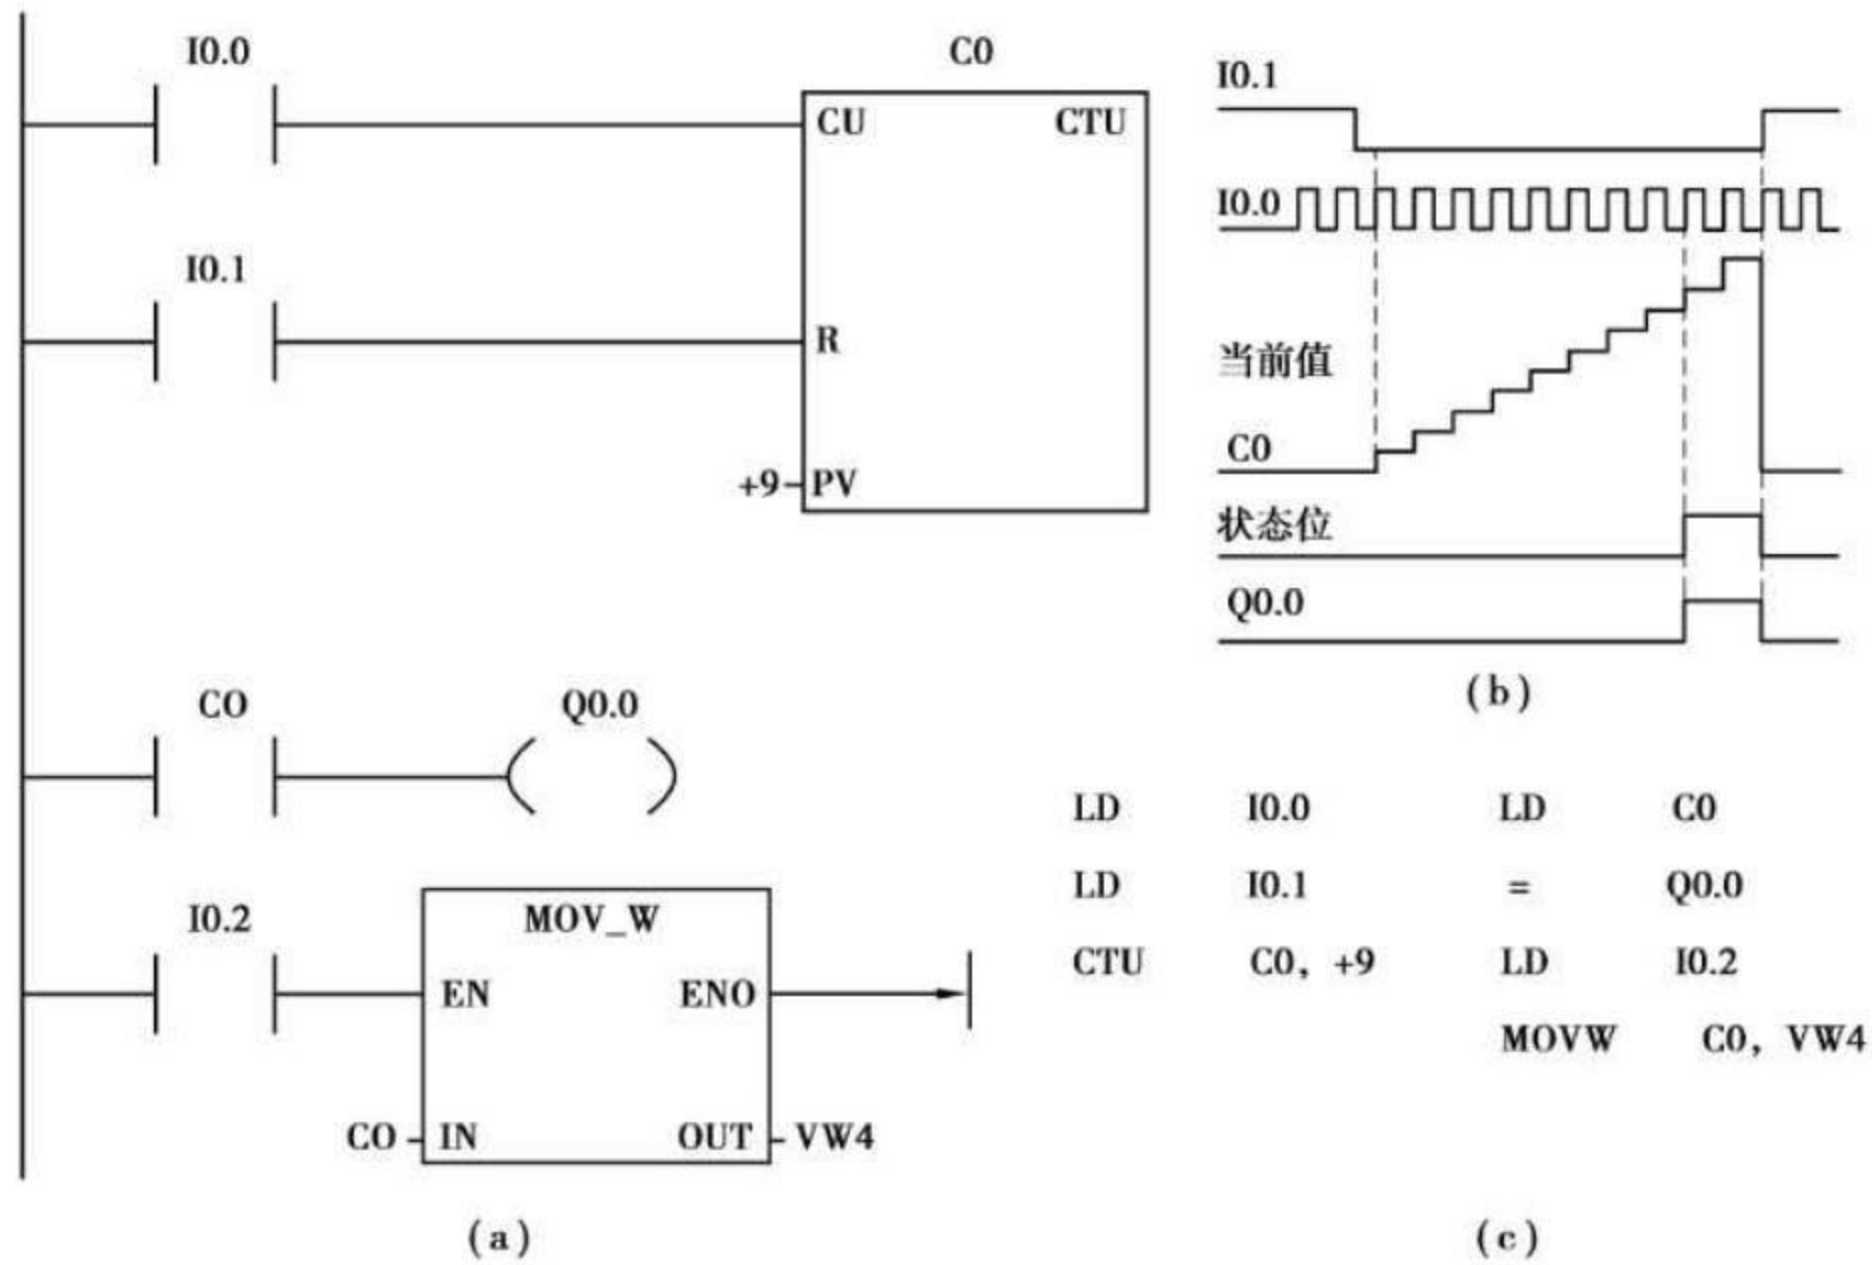 I0.0
C0
CU CTU
I0.1
R
+9 PV
CO Q0.0
I0.2
MOV_W
EN ENO
CO IN OUT VW4
(a)
I0.1
I0.0
当前值
C0
状态位
Q0.0
(b)
LD I0.0 LD C0
LD I0.1 = Q0.0
CTU C0, +9 LD I0.2
MOVW C0, VW4
(c)